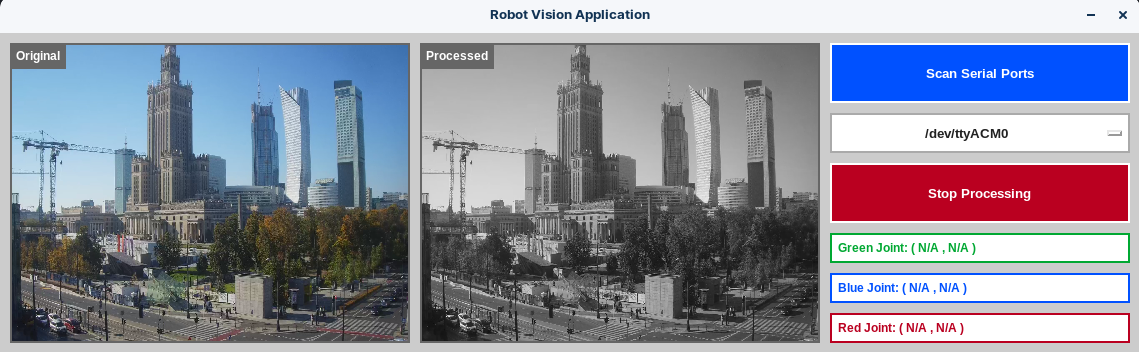 Robot Vision Application
Original
Processed
Scan Serial Ports
/dev/ttyACM0
Stop Processing
Green Joint: ( N/A , N/A )
Blue Joint: ( N/A , N/A )
Red Joint: ( N/A , N/A )